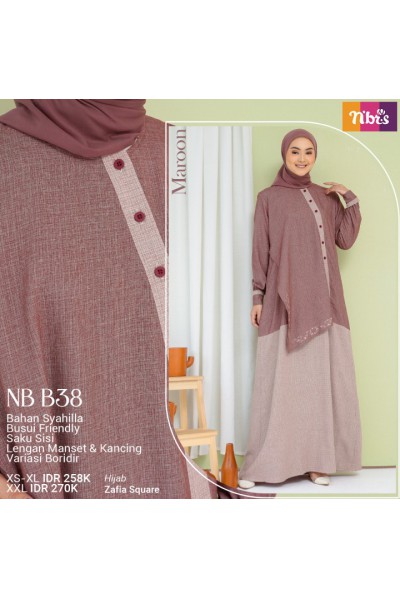 Nibis
Maroon
NB B38
Bahan Syahilla
Busui Friendly
Saku Sisi
Lengan Manset & Kancing
Variasi Boridir
XS-XL IDR 258K
XXL IDR 270K
Hijab
Zafia Square